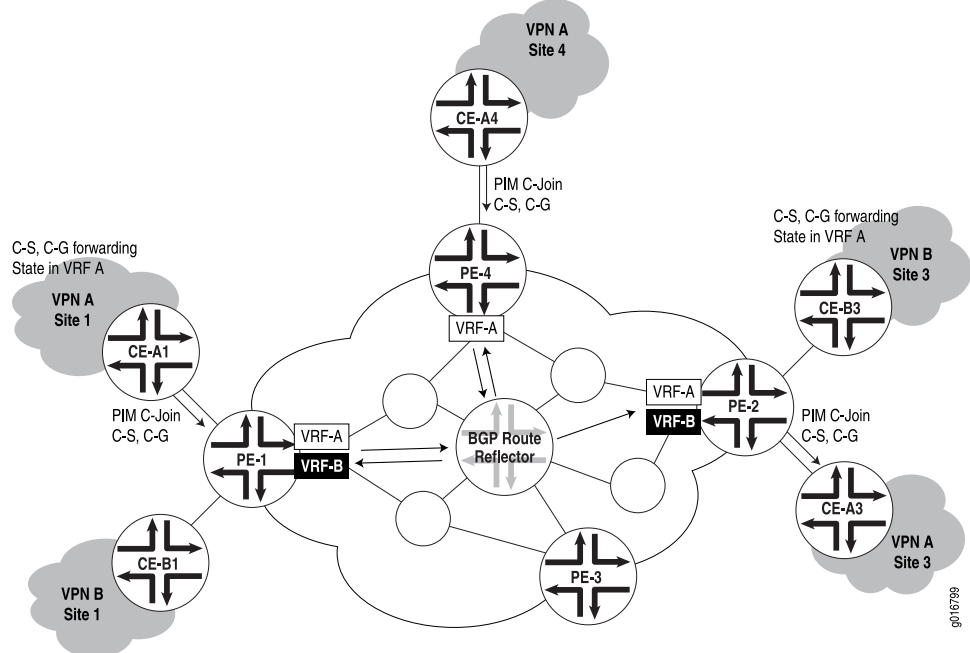 VPN A
Site 4
CE-A4
PIM C-Join
C-S, C-G
C-S, C-G forwarding
State in VRF A
VPN A
Site 1
CE-A1
PIM C-Join
C-S, C-G
PE-4
VRF-A
C-S, C-G forwarding
State in VRF A
VPN B
Site 3
CE-B3
VRF-A
VRF-B
PE-2
PIM C-Join
C-S, C-G
PE-1
VRF-A
VRF-B
BGP Route
Reflector
CE-A3
VPN A
Site 3
CE-B1
VPN B
Site 1
PE-3
g016799